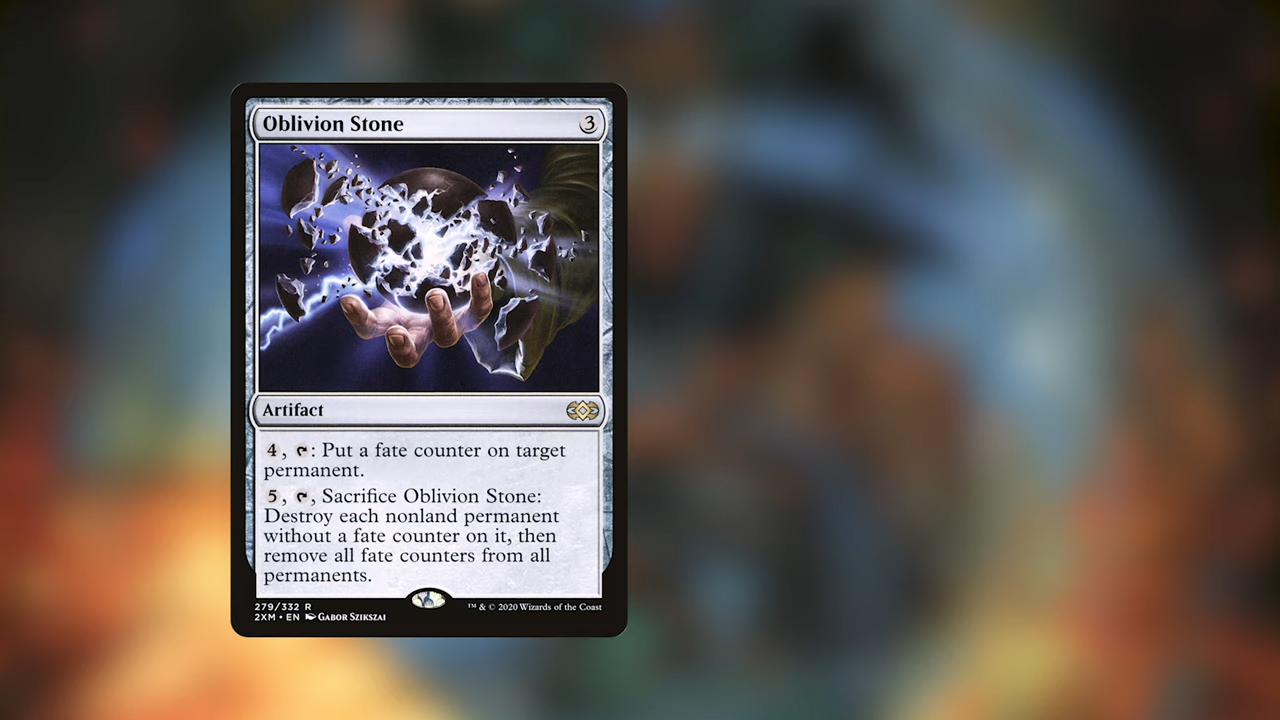 Oblivion Stone 3
Artifact
4, : Put a fate counter on target
permanent.
5, , Sacrifice Oblivion Stone:
Destroy each nonland permanent
without a fate counter on it, then
remove all fate counters from all
permanents.
279/332 R
2XM • EN GABOR SZIKSZAI
™ & © 2020 Wizards of the Coast